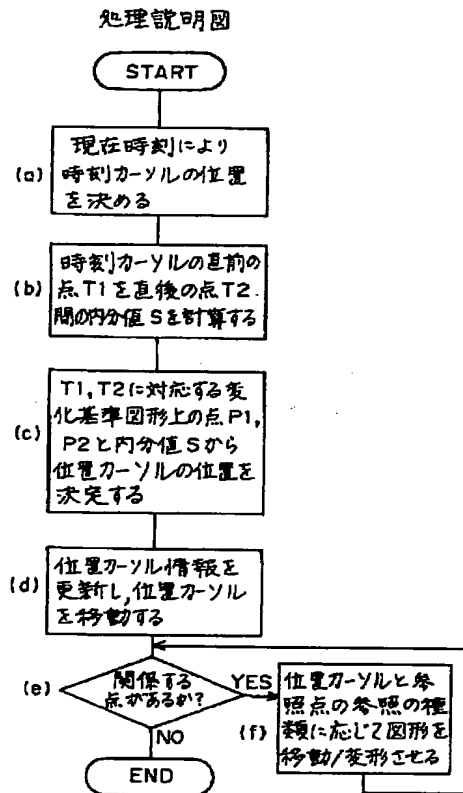 処理説明図
START
(a)
現在時刻により
時刻カーソルの位置
を決める
(b)
時刻カーソルの直前の
点T1を直後の点T2
間の内分値Sを計算する
(c)
T1,T2に対応する変
化基準図形上の点P1,
P2と内分値Sから
位置カーソルの位置を
決定する
(d)
位置カーソル情報を
更新し,位置カーソル
を移動する
(e)
関係する
点があるか?
YES
NO
(f)
位置カーソルと参
照点の参照の種
類に応じて図形を
移動/変形させる
END